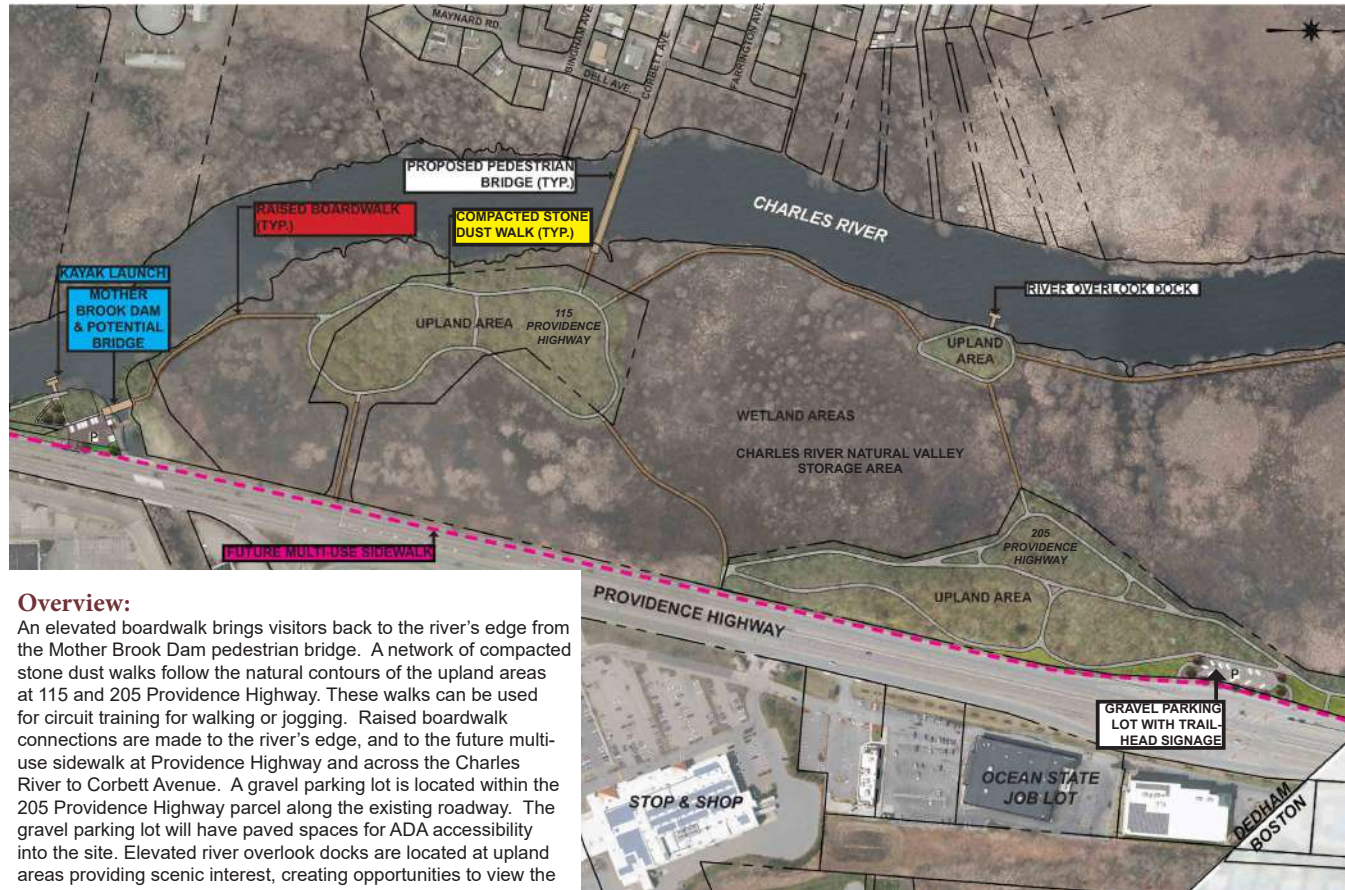 MAYNARD RD.
BINGHAM AVE.
CORBETT AVE.
FARRINGTON AVE.
DELL AVE.
PROPOSED PEDESTRIAN
BRIDGE (TYP.)
RAISED BOARDWALK
(TYP.)
COMPACTED STONE
DUST WALK (TYP.)
CHARLES RIVER
KAYAK LAUNCH
MOTHER
BROOK DAM
& POTENTIAL
BRIDGE
RIVER OVERLOOK DOCK
UPLAND AREA
115
PROVIDENCE
HIGHWAY
UPLAND
AREA
WETLAND AREAS
CHARLES RIVER NATURAL VALLEY
STORAGE AREA
P
FUTURE MULTI-USE SIDEWALK
205
PROVIDENCE
HIGHWAY
UPLAND AREA
PROVIDENCE HIGHWAY
P
GRAVEL PARKING
LOT WITH TRAIL-
HEAD SIGNAGE
STOP & SHOP
OCEAN STATE
JOB LOT
DEDHAM
BOSTON
Overview:
An elevated boardwalk brings visitors back to the river's edge from
the Mother Brook Dam pedestrian bridge.  A network of compacted
stone dust walks follow the natural contours of the upland areas
at 115 and 205 Providence Highway. These walks can be used
for circuit training for walking or jogging.  Raised boardwalk
connections are made to the river's edge, and to the future multi-
use sidewalk at Providence Highway and across the Charles
River to Corbett Avenue.  A gravel parking lot is located within the
205 Providence Highway parcel along the existing roadway.  The
gravel parking lot will have paved spaces for ADA accessibility
into the site. Elevated river overlook docks are located at upland
areas providing scenic interest, creating opportunities to view the